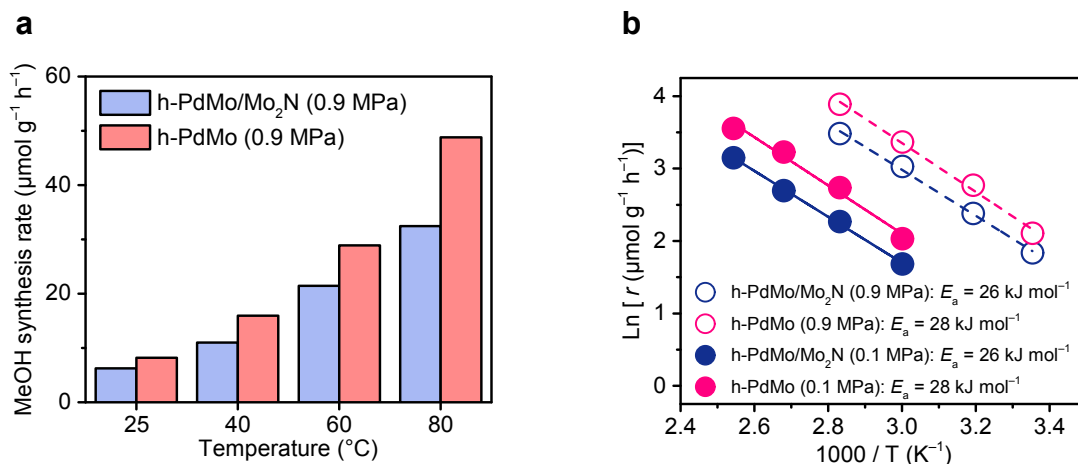 a
60
40
20
0
MeOH synthesis rate (μmol g⁻¹ h⁻¹)
h-PdMo/Mo₂N (0.9 MPa)
h-PdMo (0.9 MPa)
25 40 60 80
Temperature (°C)
b
4
3
2
1
0
Ln [ r (μmol g⁻¹ h⁻¹)]
h-PdMo/Mo₂N (0.9 MPa): Eₐ = 26 kJ mol⁻¹
h-PdMo (0.9 MPa): Eₐ = 28 kJ mol⁻¹
h-PdMo/Mo₂N (0.1 MPa): Eₐ = 26 kJ mol⁻¹
h-PdMo (0.1 MPa): Eₐ = 28 kJ mol⁻¹
2.4 2.6 2.8 3.0 3.2 3.4
1000 / T (K⁻¹)